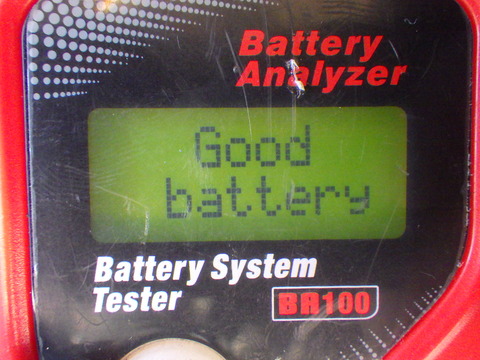 Battery
Analyzer
Good
battery
Battery System
Tester
BR100